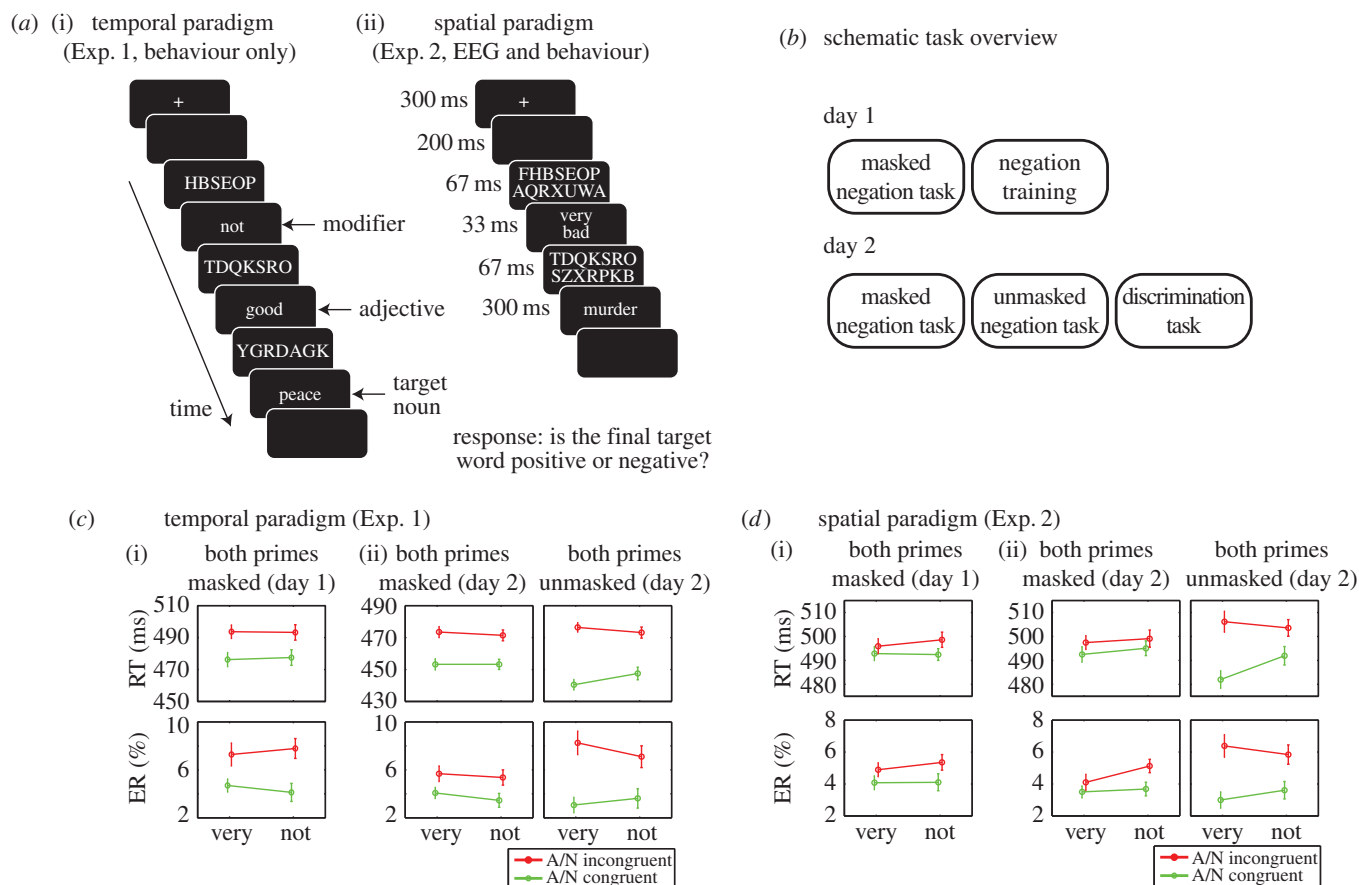 (a) (i) temporal paradigm
(Exp. 1, behaviour only)
+
HBSEOP
not
modifier
TDQKSRO
good
adjective
YGRDAGK
peace
target
noun
time
(ii) spatial paradigm
(Exp. 2, EEG and behaviour)
300 ms
+
200 ms
67 ms
FHBSEOP
AQRXUWA
33 ms
very
bad
67 ms
TDQKSRO
SZXRPKB
300 ms
murder
response: is the final target
word positive or negative?
(b) schematic task overview
day 1
masked
negation task
negation
training
day 2
masked
negation task
unmasked
negation task
discrimination
task
(c) temporal paradigm (Exp. 1)
(i) both primes
masked (day 1)
(ii) both primes
masked (day 2)
both primes
unmasked (day 2)
RT (ms)
510
490
470
450
490
470
450
430
ER (%)
10
6
2
10
6
2
very not
very not
very not
A/N incongruent
A/N congruent
(d) spatial paradigm (Exp. 2)
(i) both primes
masked (day 1)
(ii) both primes
masked (day 2)
both primes
unmasked (day 2)
RT (ms)
510
500
490
480
510
500
490
480
ER (%)
8
6
4
2
8
6
4
2
very not
very not
very not
A/N incongruent
A/N congruent